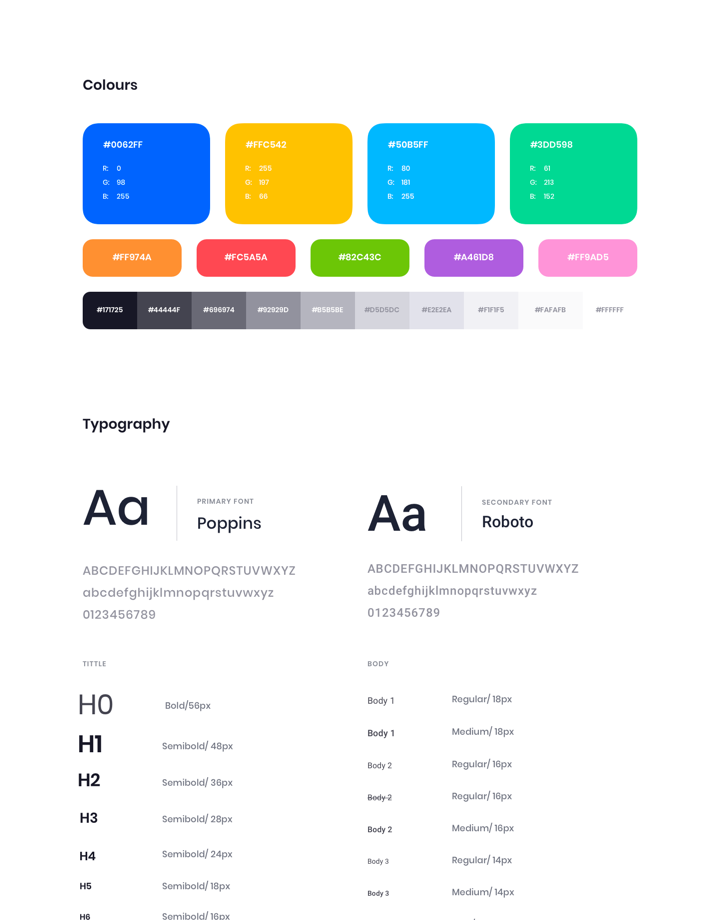 Colours
#0062FF
R: 0
G: 98
B: 255
#FFC542
R: 255
G: 197
B: 66
#50B5FF
R: 80
G: 181
B: 255
#3DD598
R: 61
G: 213
B: 152
#FF974A
#FC5A5A
#82C43C
#A461D8
#FF9AD5
#171725
#44444F
#696974
#92929D
#B5B5BE
#D5D5DC
#E2E2EA
#F1F1F5
#FAFAFB
#FFFFFF
Typography
Aa
PRIMARY FONT
Poppins
ABCDEFGHIJKLMNOPQRSTUVWXYZ
abcdefghijklmnopqrstuvwxyz
0123456789
Aa
SECONDARY FONT
Roboto
ABCDEFGHIJKLMNOPQRSTUVWXYZ
abcdefghijklmnopqrstuvwxyz
0123456789
TITTLE
H0 Bold/56px
H1 Semibold/ 48px
H2 Semibold/ 36px
H3 Semibold/ 28px
H4 Semibold/ 24px
H5 Semibold/ 18px
H6 Semibold/ 16px
BODY
Body 1 Regular/ 18px
Body 1 Medium/ 18px
Body 2 Regular/ 16px
Body 2 Regular/ 16px
Body 2 Medium/ 16px
Body 3 Regular/ 14px
Body 3 Medium/ 14px